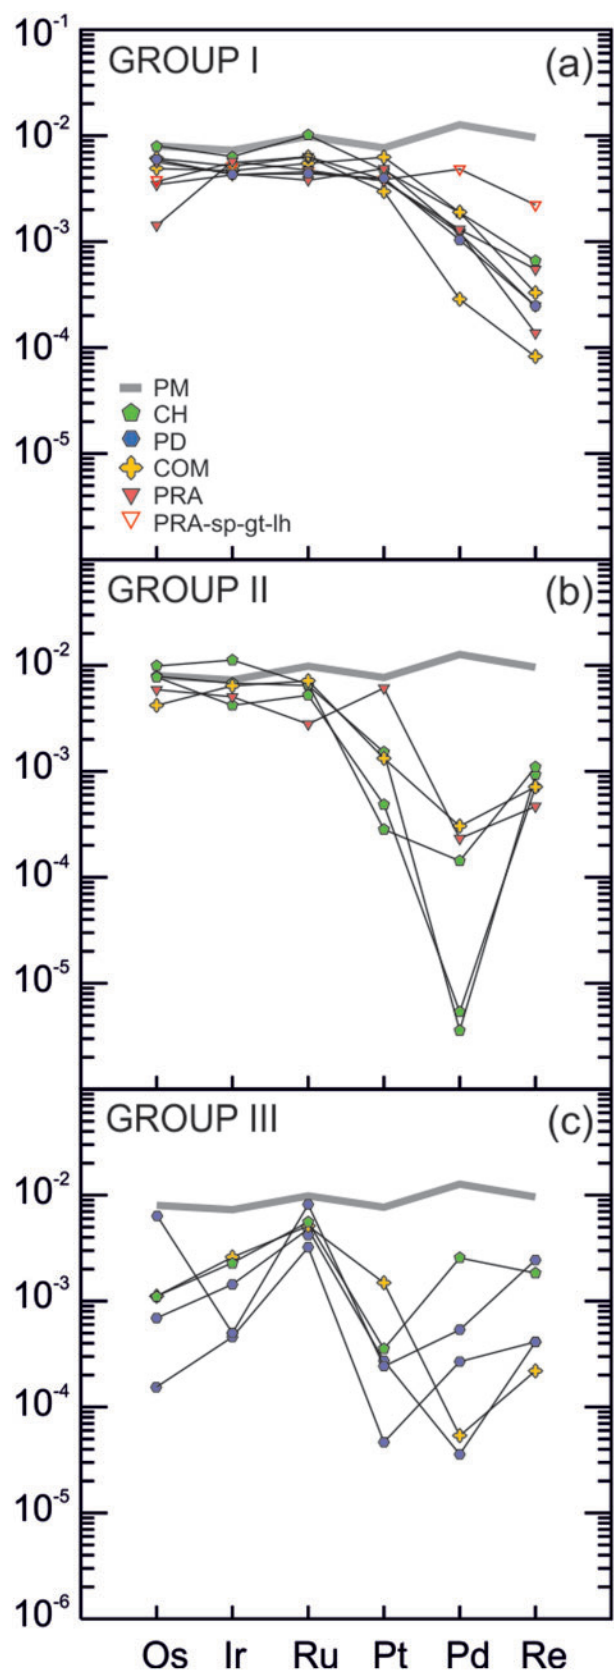 10-1
GROUP I (a)
10-2
10-3
10-4
PM
CH
10-5
PD
COM
PRA
PRA-sp-gt-lh
GROUP II (b)
10-2
10-3
10-4
10-5
GROUP III (c)
10-2
10-3
10-4
10-5
10-6
Os Ir Ru Pt Pd Re